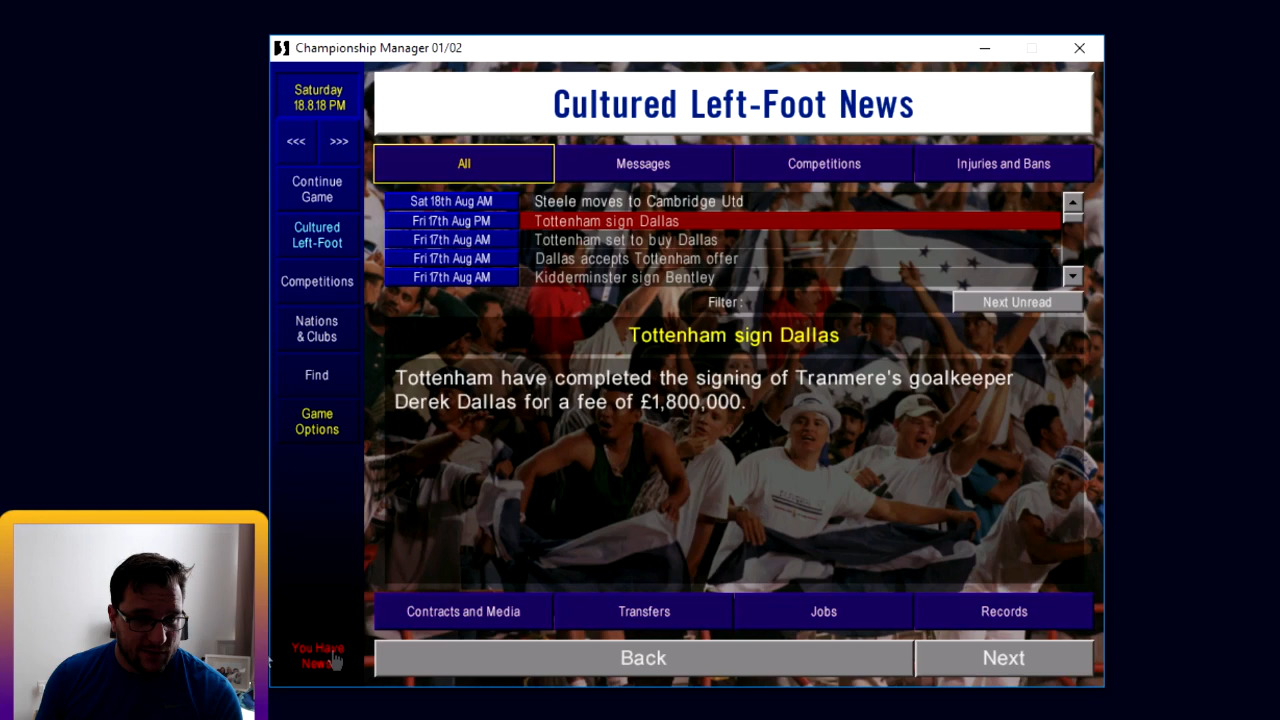 Championship Manager 01/02
Saturday
18.8.18 PM
<<< >>>
Continue
Game
Cultured
Left-Foot
Competitions
Nations
& Clubs
Find
Game
Options
You Have
News
Cultured Left-Foot News
All Messages Competitions Injuries and Bans
Sat 18th Aug AM Steele moves to Cambridge Utd
Fri 17th Aug PM Tottenham sign Dallas
Fri 17th Aug AM Tottenham set to buy Dallas
Fri 17th Aug AM Dallas accepts Tottenham offer
Fri 17th Aug AM Kidderminster sign Bentley
Filter : Next Unread
Tottenham sign Dallas
Tottenham have completed the signing of Tranmere's goalkeeper
Derek Dallas for a fee of £1,800,000.
Contracts and Media Transfers Jobs Records
Back Next